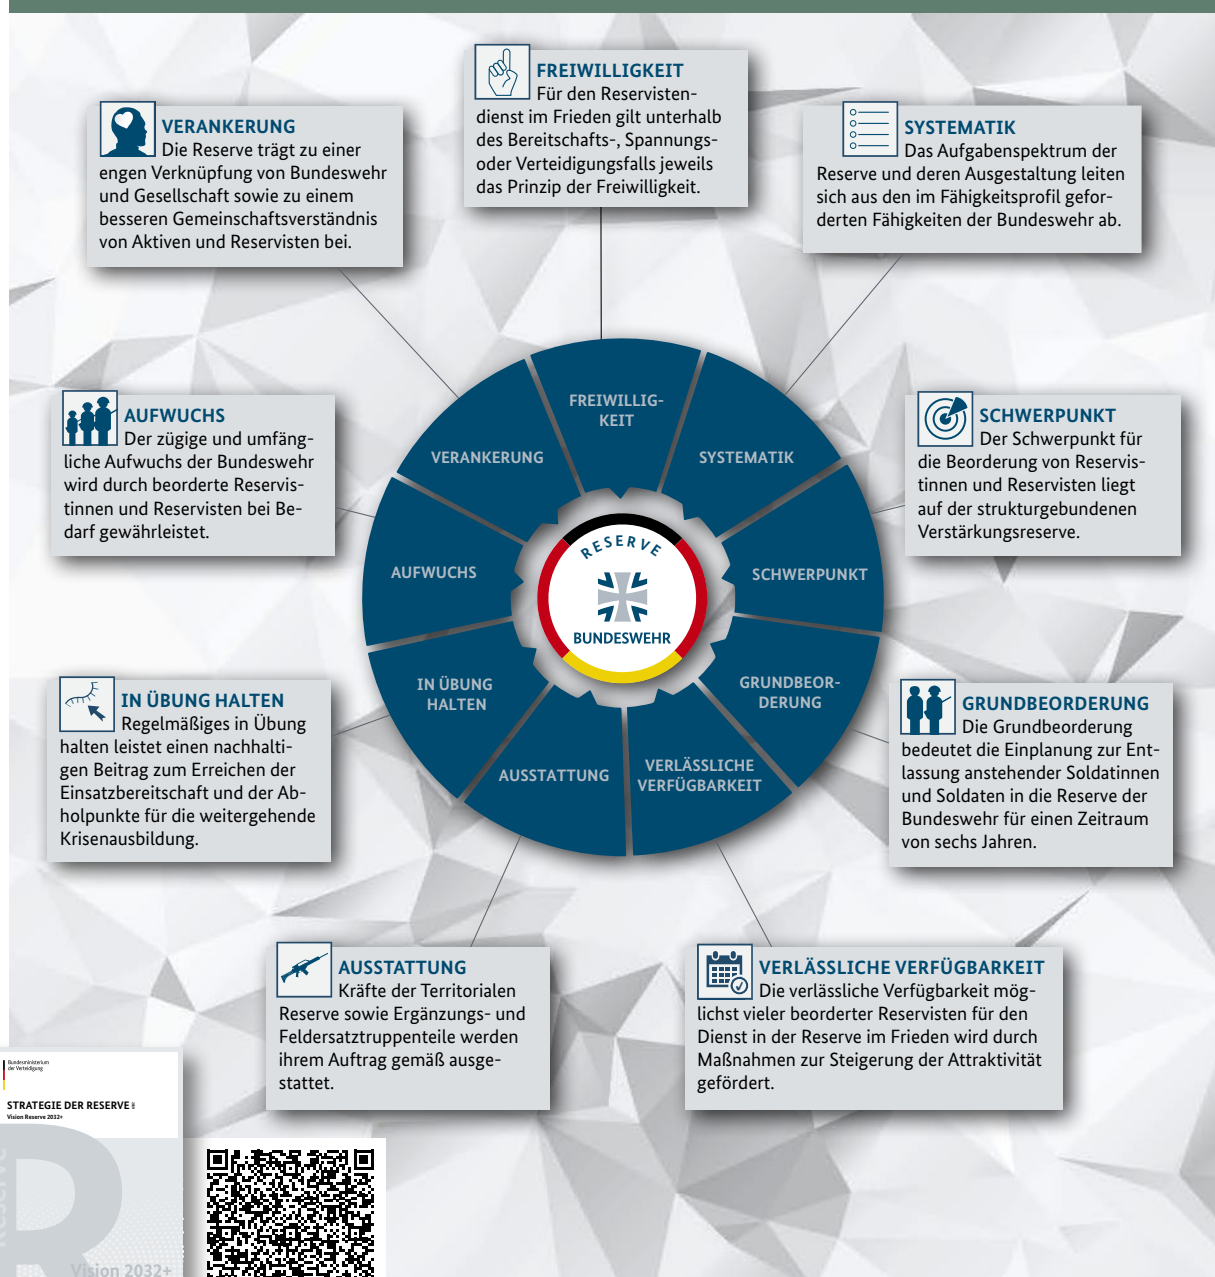 FREIWILLIGKEIT
Für den Reservisten-
dienst im Frieden gilt unterhalb
des Bereitschafts-, Spannungs-
oder Verteidigungsfalls jeweils
das Prinzip der Freiwilligkeit.
VERANKERUNG
Die Reserve trägt zu einer
engen Verknüpfung von Bundeswehr
und Gesellschaft sowie zu einem
besseren Gemeinschaftsverständnis
von Aktiven und Reservisten bei.
SYSTEMATIK
Das Aufgabenspektrum der
Reserve und deren Ausgestaltung leiten
sich aus den im Fähigkeitsprofil gefor-
derten Fähigkeiten der Bundeswehr ab.
AUFWUCHS
Der zügige und umfäng-
liche Aufwuchs der Bundeswehr
wird durch beorderte Reservis-
tinnen und Reservisten bei Be-
darf gewährleistet.
SCHWERPUNKT
Der Schwerpunkt für
die Beorderung von Reservis-
tinnen und Reservisten liegt
auf der strukturgebundenen
Verstärkungsreserve.
FREIWILLIG-
KEIT
VERANKERUNG
SYSTEMATIK
AUFWUCHS
SCHWERPUNKT
IN ÜBUNG
HALTEN
GRUNDBEOR-
DERUNG
AUSSTATTUNG
VERLÄSSLICHE
VERFÜGBARKEIT
RESERVE
BUNDESWEHR
IN ÜBUNG HALTEN
Regelmäßiges in Übung
halten leistet einen nachhalti-
gen Beitrag zum Erreichen der
Einsatzbereitschaft und der Ab-
holpunkte für die weitergehende
Krisenausbildung.
GRUNDBEORDERUNG
Die Grundbeorderung
bedeutet die Einplanung zur Ent-
lassung anstehender Soldatinnen
und Soldaten in die Reserve der
Bundeswehr für einen Zeitraum
von sechs Jahren.
AUSSTATTUNG
Kräfte der Territorialen
Reserve sowie Ergänzungs- und
Feldersatztruppenteile werden
ihrem Auftrag gemäß ausge-
stattet.
VERLÄSSLICHE VERFÜGBARKEIT
Die verlässliche Verfügbarkeit mög-
lichst vieler beorderter Reservisten für den
Dienst in der Reserve im Frieden wird durch
Maßnahmen zur Steigerung der Attraktivität
gefördert.
Bundesministerium
der Verteidigung
STRATEGIE DER RESERVE
Vision Reserve 2032+
Reserve
R
Vision 2032+